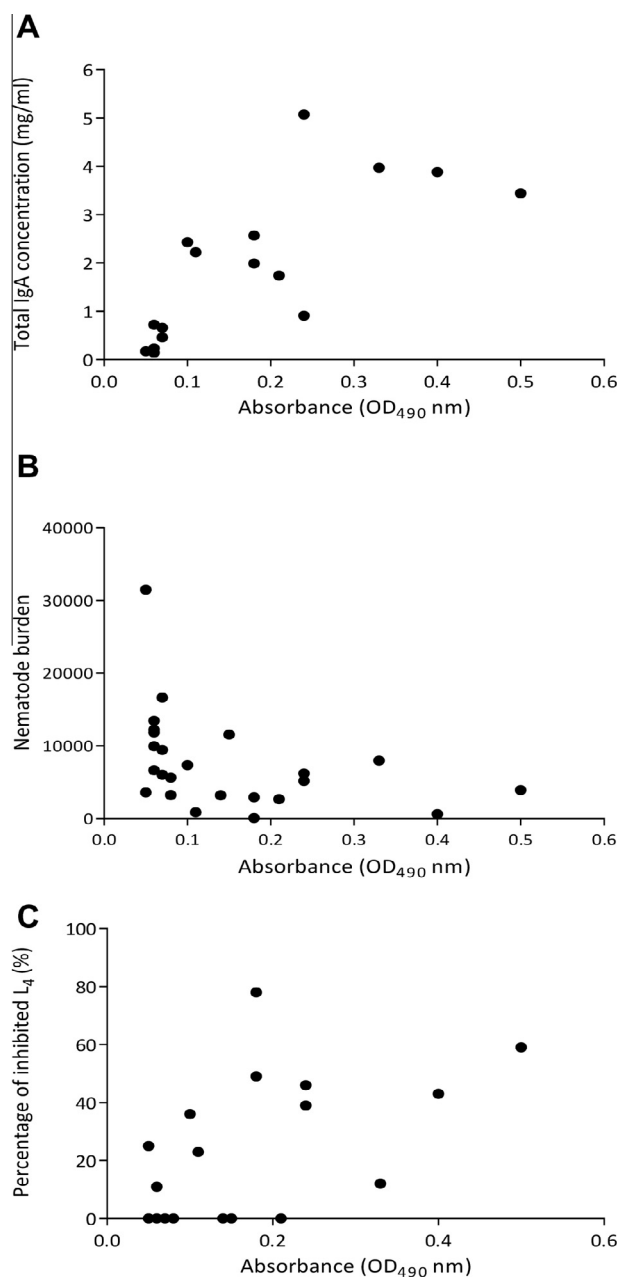 A
Total IgA concentration (mg/ml)
6
5
4
3
2
1
0
0.0 0.1 0.2 0.3 0.4 0.5 0.6
Absorbance (OD490 nm)
B
Nematode burden
40000
30000
20000
10000
0
0.0 0.1 0.2 0.3 0.4 0.5 0.6
Absorbance (OD490 nm)
C
Percentage of inhibited L4 (%)
100
80
60
40
20
0
0.0 0.2 0.4 0.6
Absorbance (OD490 nm)